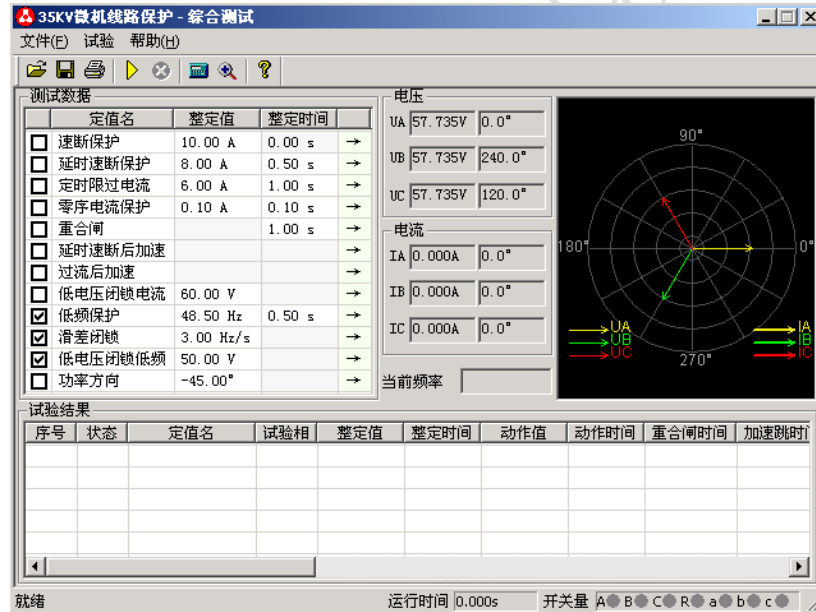 35KV微机线路保护 - 综合测试
文件(F) 试验 帮助(H)
测试数据
定值名 整定值 整定时间
速断保护 10.00 A 0.00 s →
延时速断保护 8.00 A 0.50 s →
定时限过电流 6.00 A 1.00 s →
零序电流保护 0.10 A 0.10 s →
重合闸 1.00 s →
延时速断后加速 →
过流后加速 →
低电压闭锁电流 60.00 V →
低频保护 48.50 Hz 0.50 s →
滑差闭锁 3.00 Hz/s →
低电压闭锁低频 50.00 V →
功率方向 -45.00° →
电压
UA 57.735V 0.0°
UB 57.735V 240.0°
UC 57.735V 120.0°
电流
IA 0.000A 0.0°
IB 0.000A 0.0°
IC 0.000A 0.0°
当前频率
90°
180° 0°
270°
UA IA
UB IB
UC IC
试验结果
序号 状态 定值名 试验相 整定值 整定时间 动作值 动作时间 重合闸时间 加速跳时
就绪 运行时间 0.000s 开关量 A B C R a b c